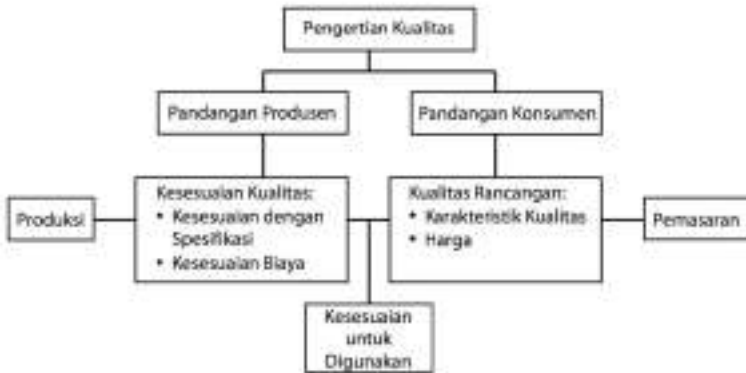 Pengertian Kualitas
Pandangan Produsen
Pandangan Konsumen
Produksi
Kesesuaian Kualitas:
• Kesesuaian dengan
Spesifikasi
• Kesesuaian Biaya
Kualitas Rancangan:
• Karakteristik Kualitas
• Harga
Pemasaran
Kesesuaian
untuk
Digunakan